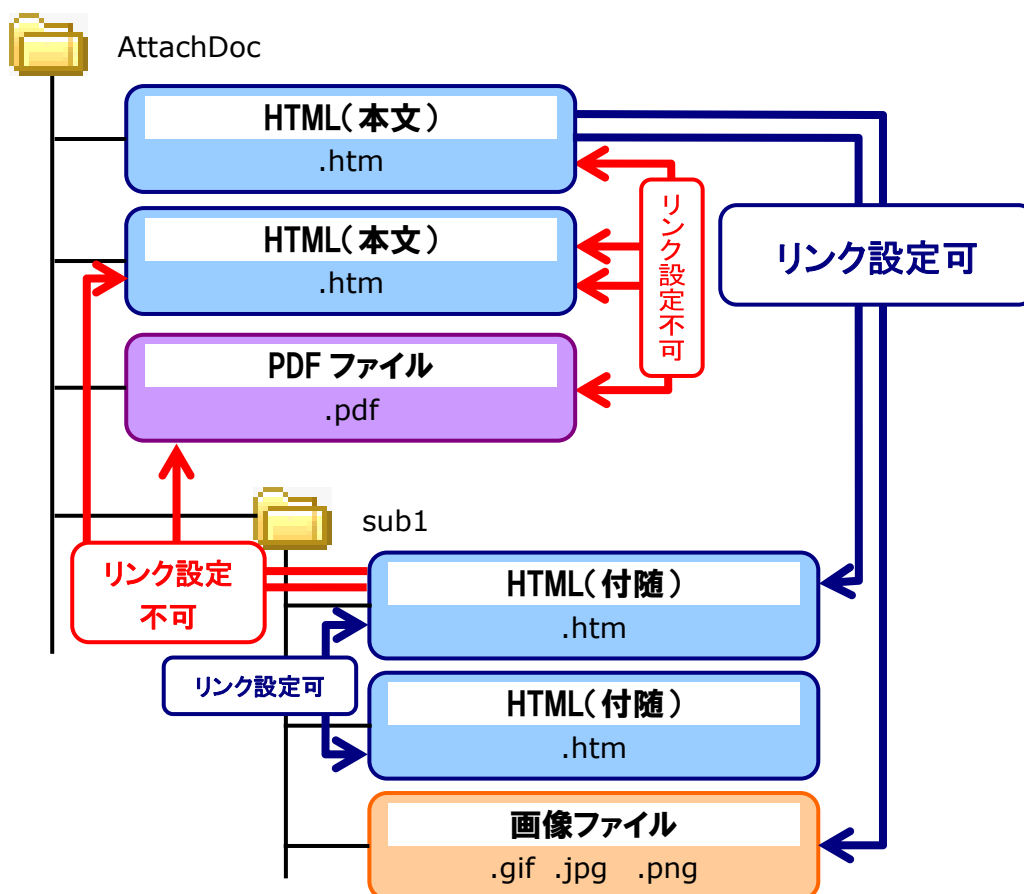 AttachDoc
HTML(本文)
.htm
HTML(本文)
.htm
リンク設定不可
リンク設定可
PDF ファイル
.pdf
sub1
リンク設定
不可
HTML(付随)
.htm
リンク設定可
HTML(付随)
.htm
画像ファイル
.gif .jpg .png